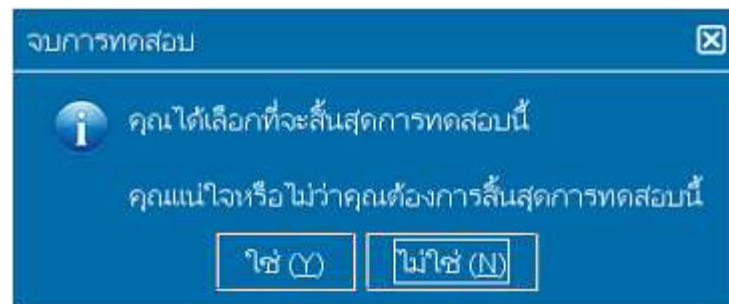 จบการทดสอบ
คุณได้เลือกที่จะสิ้นสุดการทดสอบนี้
คุณแน่ใจหรือไม่ว่าคุณต้องการสิ้นสุดการทดสอบนี้
ใช่ (Y) ไม่ใช่ (N)